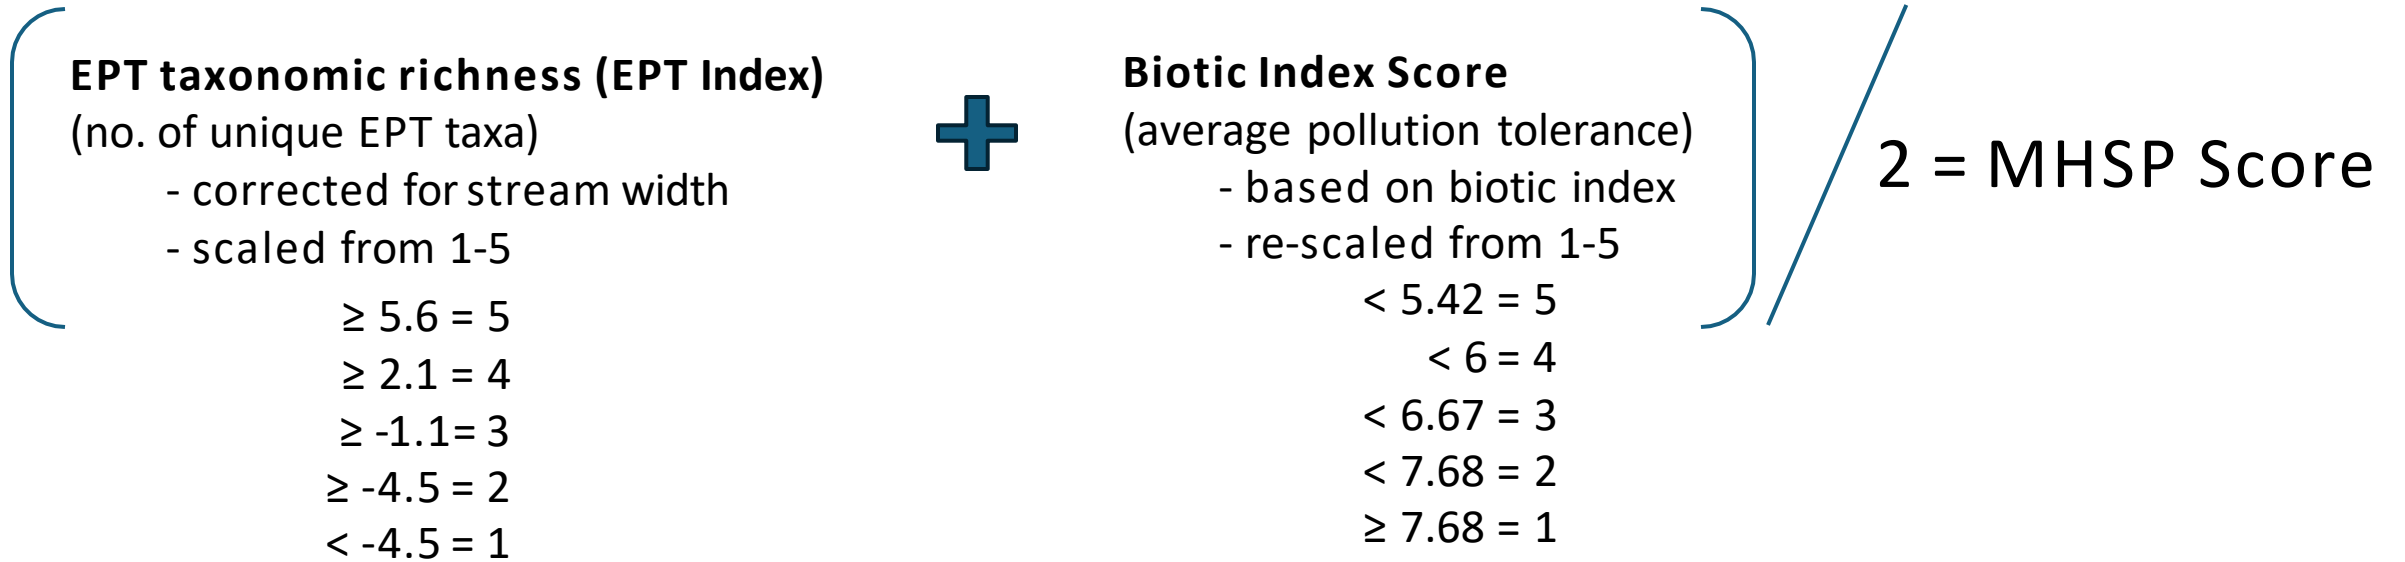 EPT taxonomic richness (EPT Index)
(no. of unique EPT taxa)
- corrected for stream width
- scaled from 1-5
≥ 5.6 = 5
≥ 2.1 = 4
≥ -1.1= 3
≥ -4.5 = 2
< -4.5 = 1
Biotic Index Score
(average pollution tolerance)
- based on biotic index
- re-scaled from 1-5
< 5.42 = 5
< 6 = 4
< 6.67 = 3
< 7.68 = 2
≥ 7.68 = 1
2 = MHSP Score